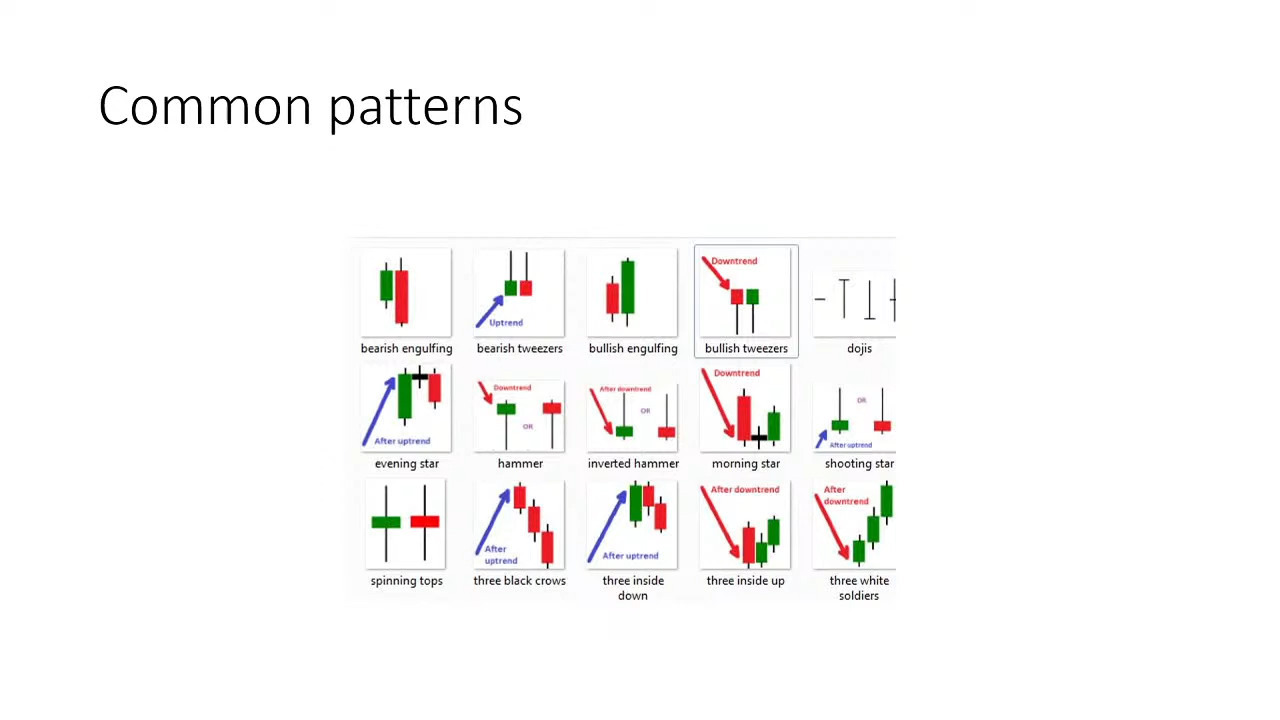 Common patterns
Uptrend
Downtrend
bearish engulfing
bearish tweezers
bullish engulfing
bullish tweezers
dojis
After uptrend
Downtrend
OR
After downtrend
OR
Downtrend
OR
After uptrend
evening star
hammer
inverted hammer
morning star
shooting star
After
uptrend
After uptrend
After downtrend
After
downtrend
spinning tops
three black crows
three inside
down
three inside up
three white
soldiers